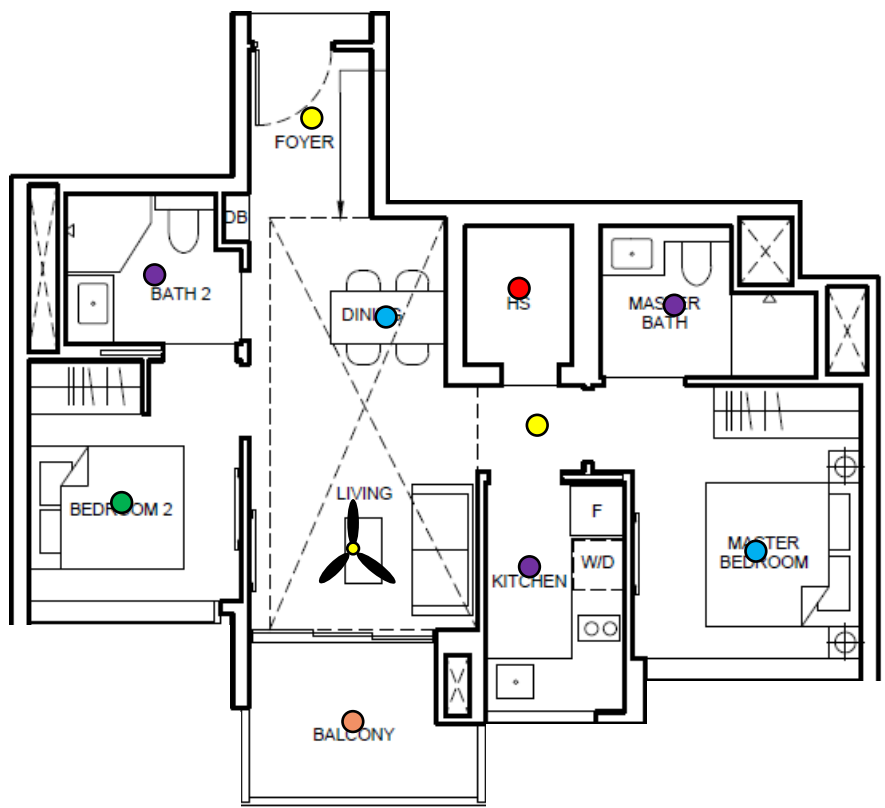 FOYER
DB
BATH 2
DINING
HS
MASTER
BATH
LIVING
BEDROOM 2
F
W/D
KITCHEN
MASTER
BEDROOM
BALCONY